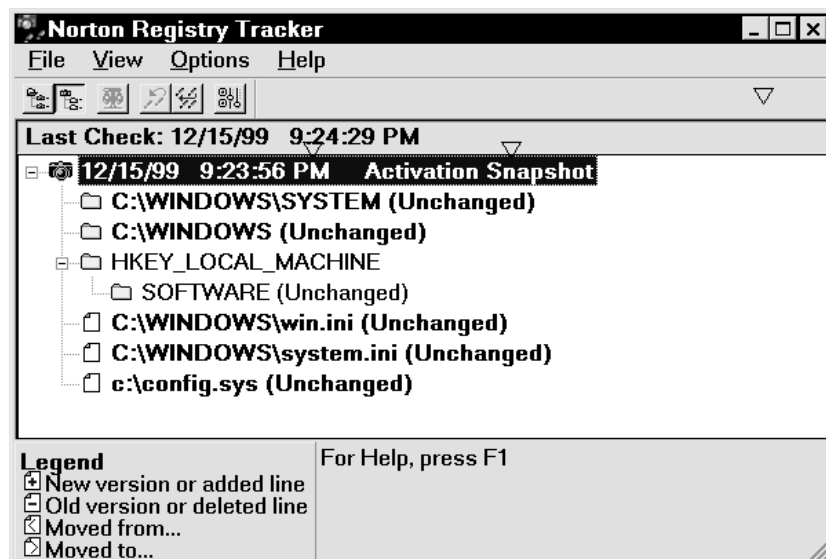 Norton Registry Tracker
File View Options Help
Last Check: 12/15/99 9:24:29 PM
12/15/99 9:23:56 PM Activation Snapshot
C:\WINDOWS\SYSTEM (Unchanged)
C:\WINDOWS (Unchanged)
HKEY_LOCAL_MACHINE
SOFTWARE (Unchanged)
C:\WINDOWS\win.ini (Unchanged)
C:\WINDOWS\system.ini (Unchanged)
c:\config.sys (Unchanged)
Legend
New version or added line
Old version or deleted line
Moved from...
Moved to...
For Help, press F1